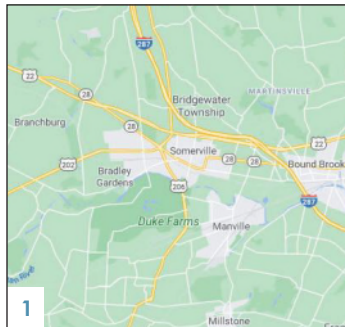 287
22
MARTINSVILLE
28
Bridgewater
Township
Branchburg
28
22
Somerville
202
28
28
Bound Brook
Bradley
Gardens
206
287
Duke Farms
Manville
1
Millstone